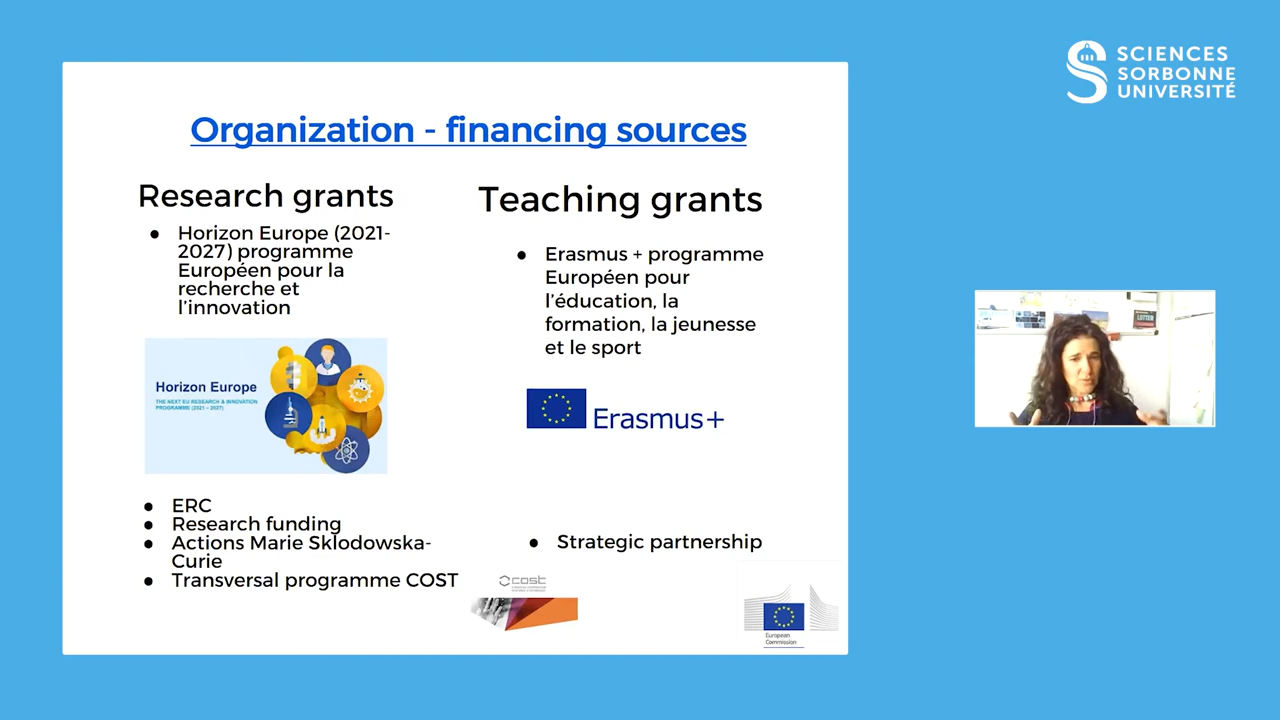 SCIENCES
SORBONNE
UNIVERSITÉ
Organization - financing sources
Research grants
• Horizon Europe (2021-
2027) programme
Européen pour la
recherche et
l’innovation
Horizon Europe
THE NEXT EU RESEARCH & INNOVATION
PROGRAMME (2021 – 2027)
• ERC
• Research funding
• Actions Marie Sklodowska-
Curie
• Transversal programme COST
cost
Teaching grants
• Erasmus + programme
Européen pour
l’éducation, la
formation, la jeunesse
et le sport
Erasmus+
• Strategic partnership
European
Commission